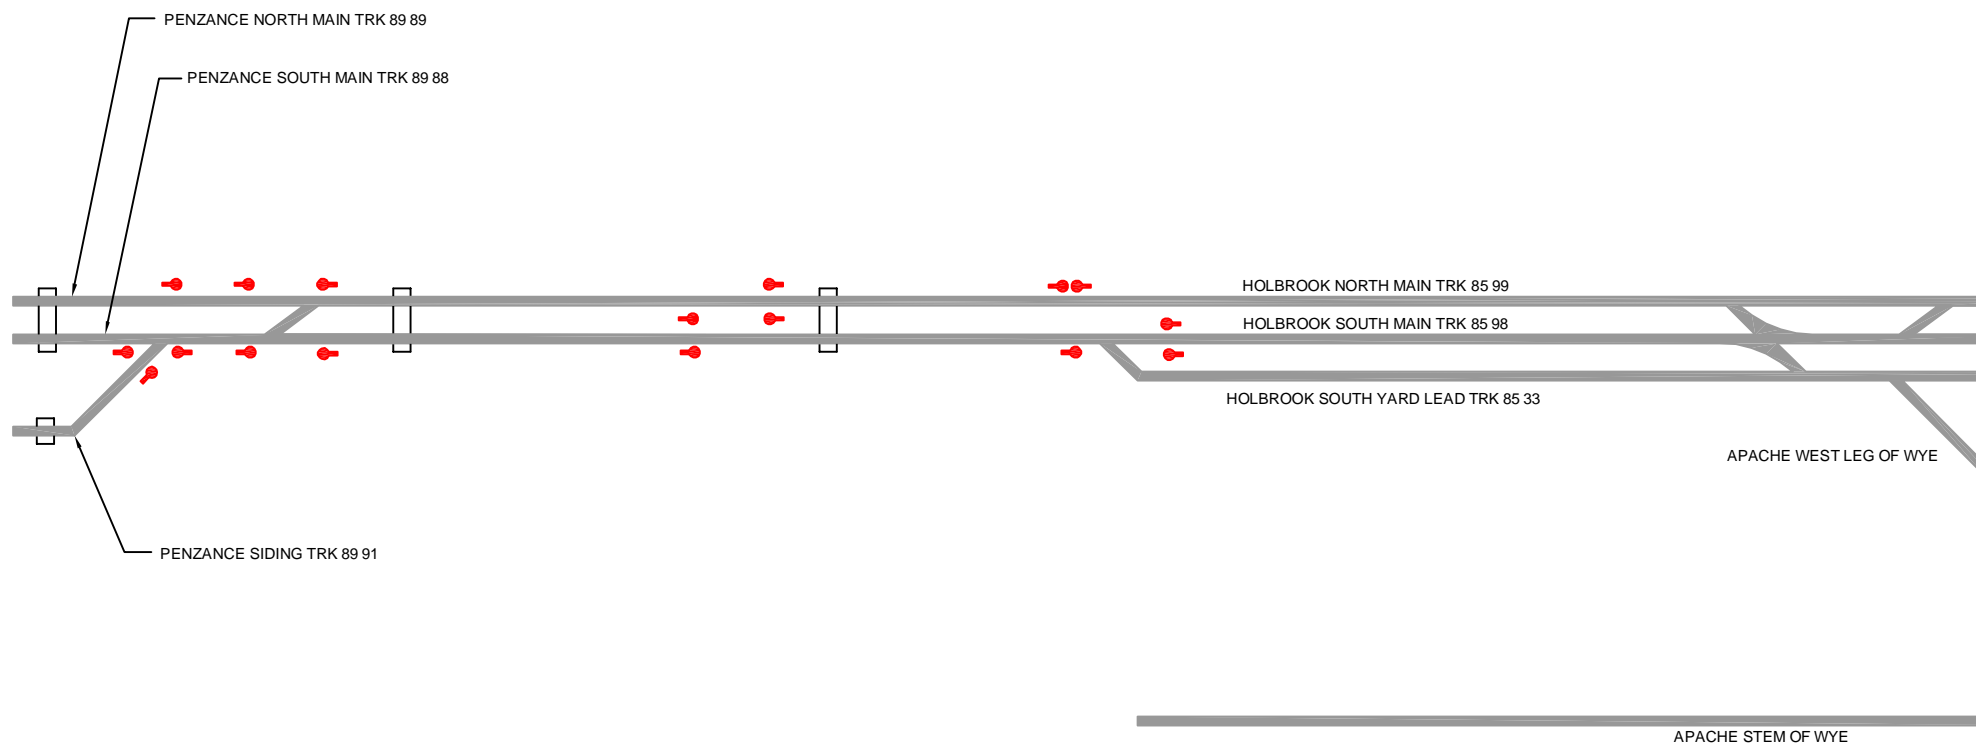 PENZANCE NORTH MAIN TRK 89 89
PENZANCE SOUTH MAIN TRK 89 88
HOLBROOK NORTH MAIN TRK 85 99
HOLBROOK SOUTH MAIN TRK 85 98
HOLBROOK SOUTH YARD LEAD TRK 85 33
APACHE WEST LEG OF WYE
PENZANCE SIDING TRK 89 91
APACHE STEM OF WYE